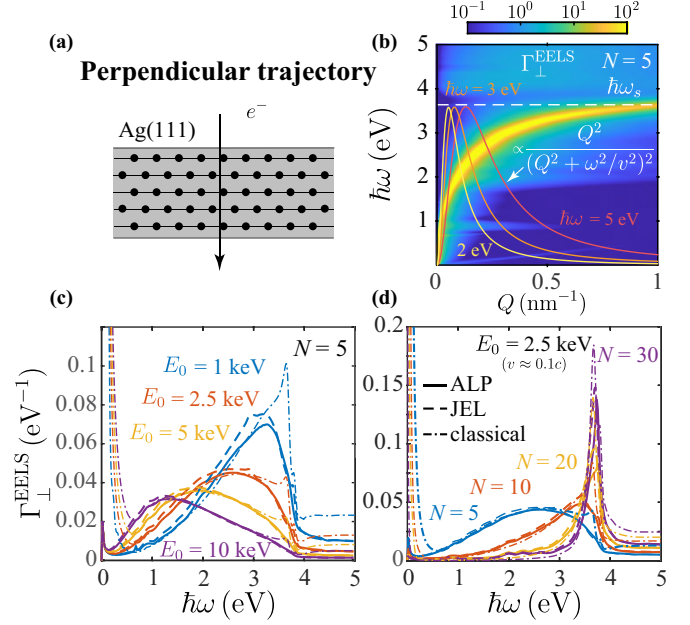 (a)
Perpendicular trajectory
Ag(111)
e⁻
(b)
10⁻¹ 10⁰ 10¹ 10²
Γ⊥^EELS N = 5
ħω = 3 eV ħωₛ
∝ Q² / (Q² + ω²/v²)²
ħω = 5 eV
2 eV
5
4
3
2
1
0
ħω (eV)
0 0.5 1
Q (nm⁻¹)
(c)
N = 5
E₀ = 1 keV
E₀ = 2.5 keV
E₀ = 5 keV
E₀ = 10 keV
0.1
0.08
0.06
0.04
0.02
0
Γ⊥^EELS (eV⁻¹)
0 1 2 3 4 5
ħω (eV)
(d)
E₀ = 2.5 keV
(v ≈ 0.1c)
N = 30
ALP
JEL
classical
N = 20
N = 10
N = 5
0.2
0.15
0.10
0.05
0
0 1 2 3 4 5
ħω (eV)